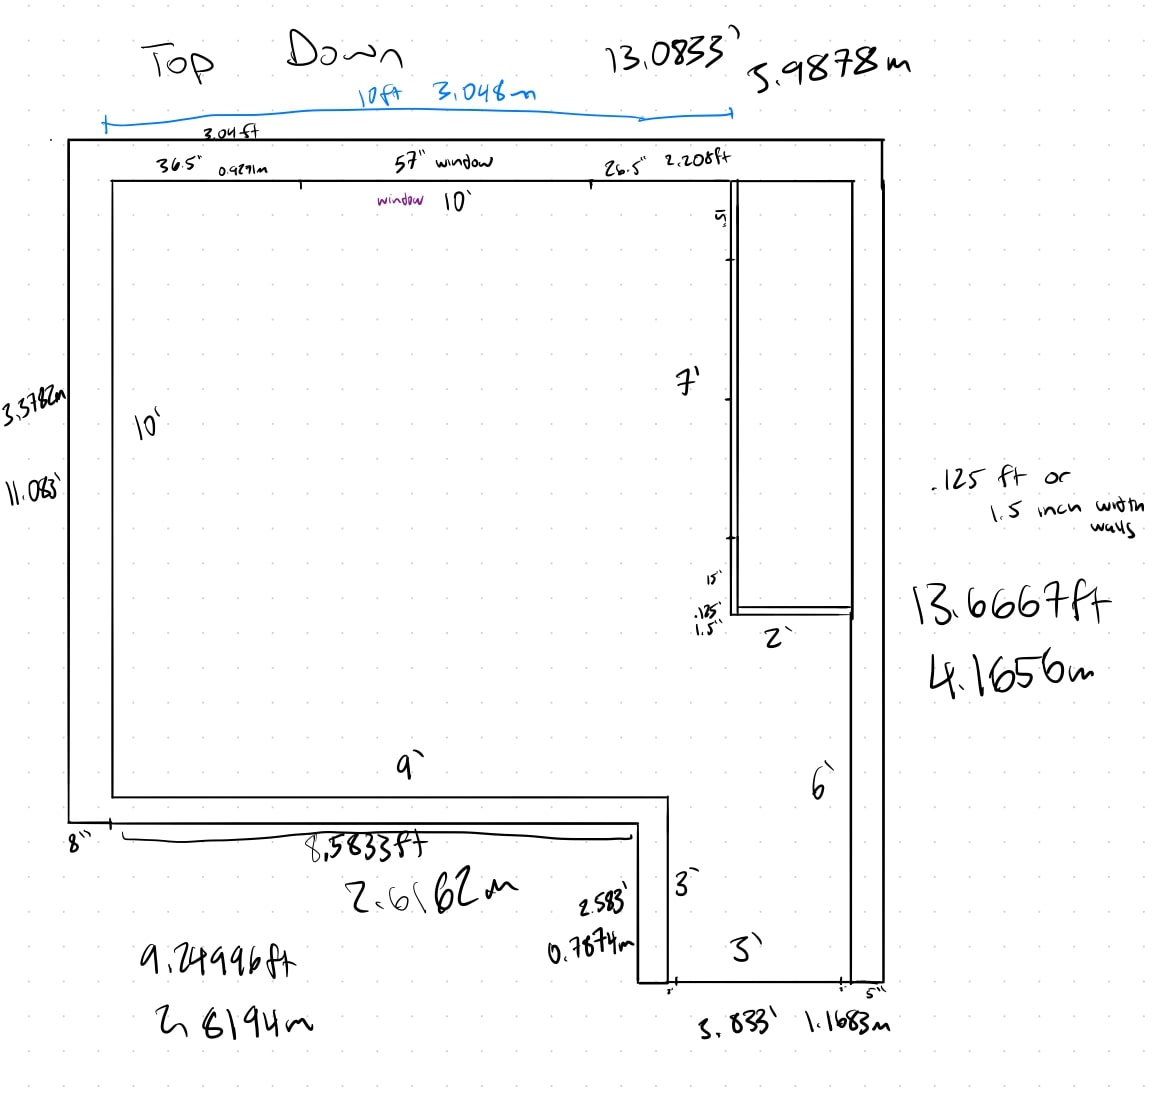 Top Down
13.0833'
3.9878m
10ft 3.048m
3.04ft
36.5" 0.9271m
57" window
26.5" 2.208ft
window 10'
7'
10'
3.3782m
11.083'
.125 ft or
1.5 inch width
walls
15'
.125'
1.5"
2'
13.6667ft
4.1656m
9'
6'
8"
8.5833ft
2.6162m
2.583'
0.7874m
3'
3'
5"
9.24996ft
2.8194m
3.833' 1.1683m